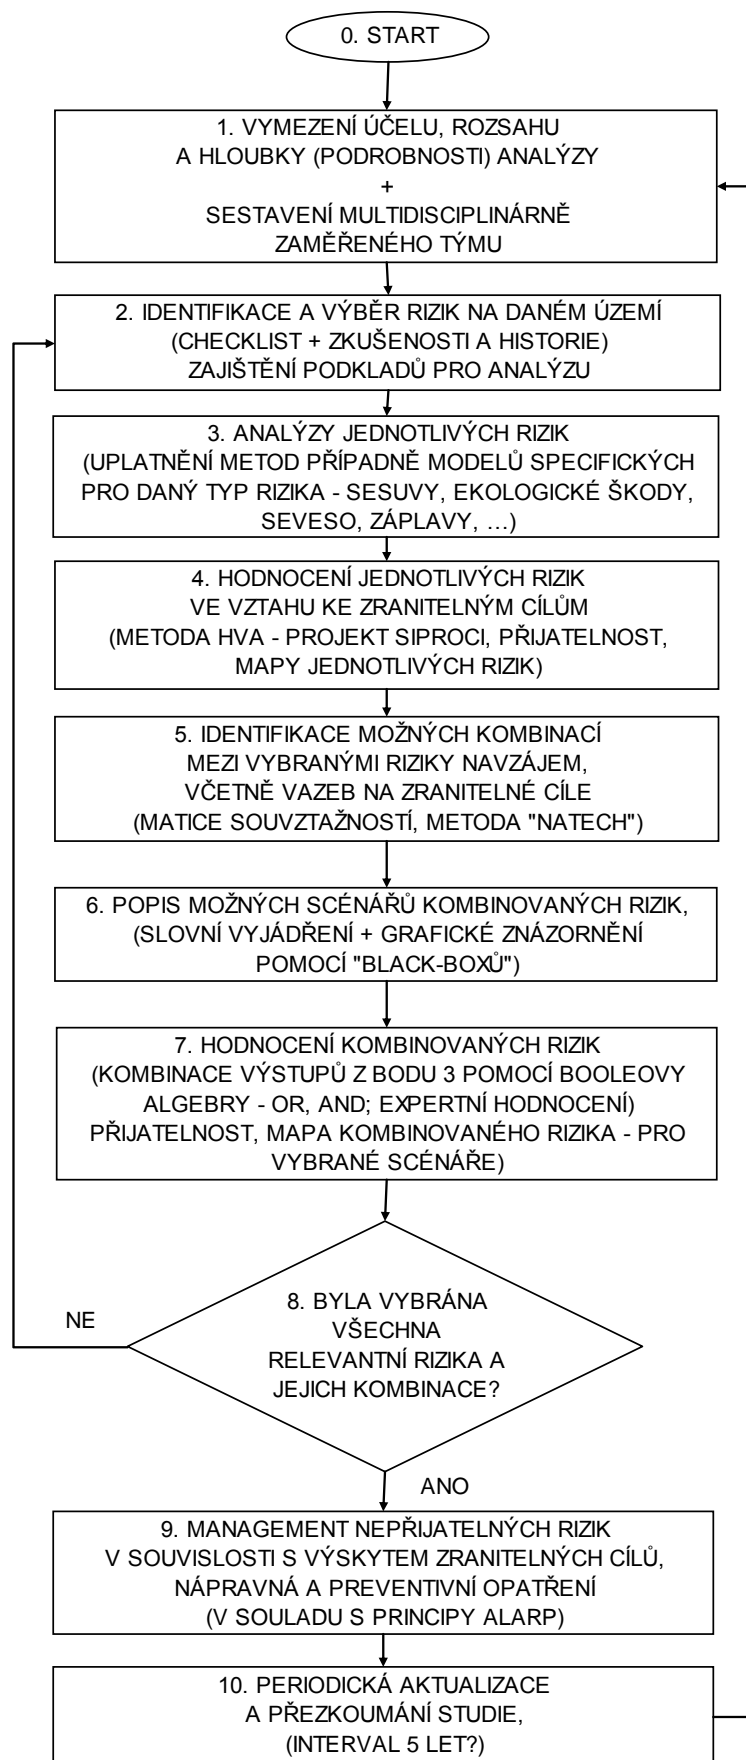 0. START
1. VYMEZENÍ ÚČELU, ROZSAHU
A HLOUBKY (PODROBNOSTI) ANALÝZY
+
SESTAVENÍ MULTIDISCIPLINÁRNĚ
ZAMĚŘENÉHO TÝMU
2. IDENTIFIKACE A VÝBĚR RIZIK NA DANÉM ÚZEMÍ
(CHECKLIST + ZKUŠENOSTI A HISTORIE)
ZAJIŠTĚNÍ PODKLADŮ PRO ANALÝZU
3. ANALÝZY JEDNOTLIVÝCH RIZIK
(UPLATNĚNÍ METOD PŘÍPADNĚ MODELŮ SPECIFICKÝCH
PRO DANÝ TYP RIZIKA - SESUVY, EKOLOGICKÉ ŠKODY,
SEVESO, ZÁPLAVY, …)
4. HODNOCENÍ JEDNOTLIVÝCH RIZIK
VE VZTAHU KE ZRANITELNÝM CÍLŮM
(METODA HVA - PROJEKT SIPROCI, PŘIJATELNOST,
MAPY JEDNOTLIVÝCH RIZIK)
5. IDENTIFIKACE MOŽNÝCH KOMBINACÍ
MEZI VYBRANÝMI RIZIKY NAVZÁJEM,
VČETNĚ VAZEB NA ZRANITELNÉ CÍLE
(MATICE SOUVZTAŽNOSTÍ, METODA "NATECH")
6. POPIS MOŽNÝCH SCÉNÁŘŮ KOMBINOVANÝCH RIZIK,
(SLOVNÍ VYJÁDŘENÍ + GRAFICKÉ ZNÁZORNĚNÍ
POMOCÍ "BLACK-BOXŮ")
7. HODNOCENÍ KOMBINOVANÝCH RIZIK
(KOMBINACE VÝSTUPŮ Z BODU 3 POMOCÍ BOOLEOVY
ALGEBRY - OR, AND; EXPERTNÍ HODNOCENÍ)
PŘIJATELNOST, MAPA KOMBINOVANÉHO RIZIKA - PRO
VYBRANÉ SCÉNÁŘE)
NE
8. BYLA VYBRÁNA
VŠECHNA
RELEVANTNÍ RIZIKA A
JEJICH KOMBINACE?
ANO
9. MANAGEMENT NEPŘIJATELNÝCH RIZIK
V SOUVISLOSTI S VÝSKYTEM ZRANITELNÝCH CÍLŮ,
NÁPRAVNÁ A PREVENTIVNÍ OPATŘENÍ
(V SOULADU S PRINCIPY ALARP)
10. PERIODICKÁ AKTUALIZACE
A PŘEZKOUMÁNÍ STUDIE,
(INTERVAL 5 LET?)